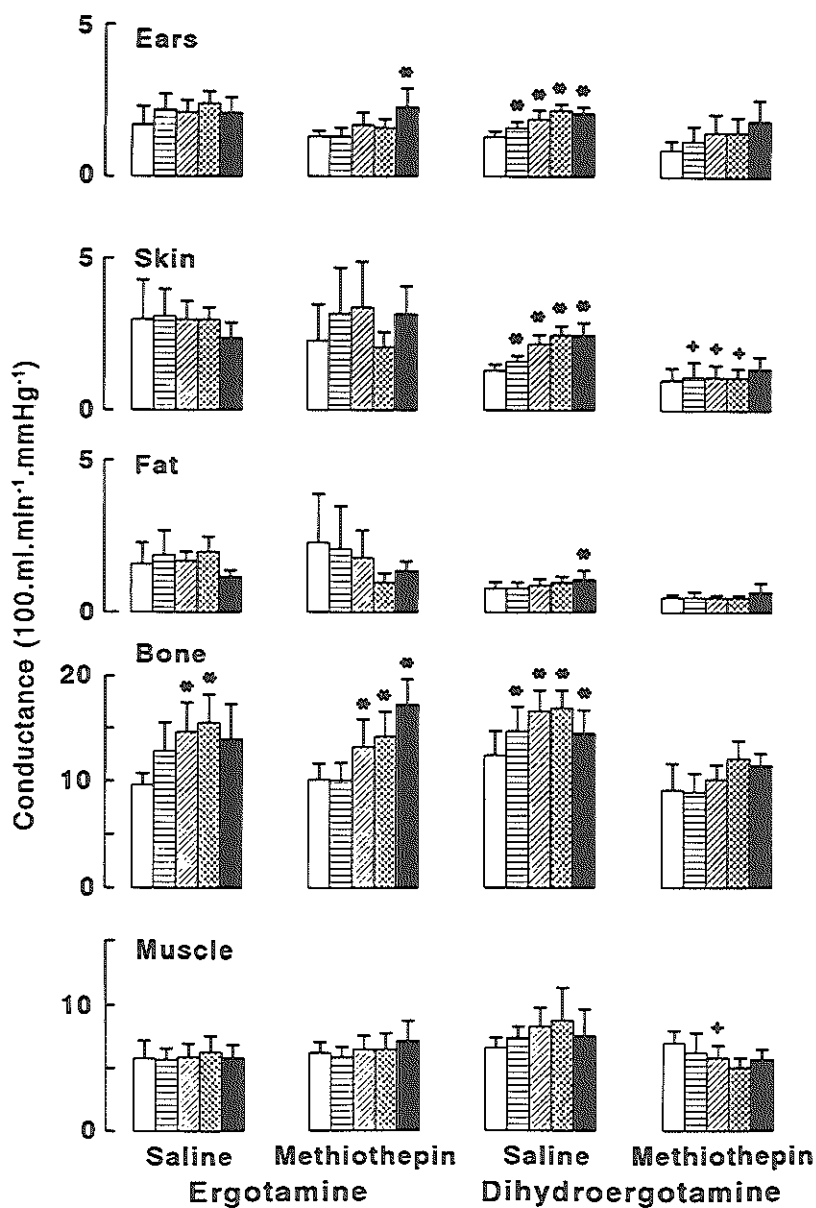 5
Ears
0
5
Skin
0
5
Fat
0
Bone
20
10
0
Muscle
10
0
Conductance (100.ml.min⁻¹.mmHg⁻¹)
Saline Methiothepin Saline Methiothepin
Ergotamine Dihydroergotamine